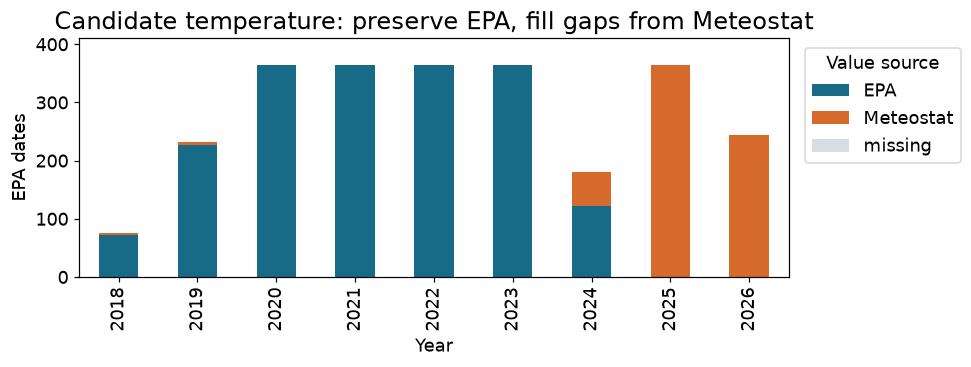 Candidate temperature: preserve EPA, fill gaps from Meteostat
400
300
200
100
0
EPA dates
2018
2019
2020
2021
2022
2023
2024
2025
2026
Year
Value source
EPA
Meteostat
missing